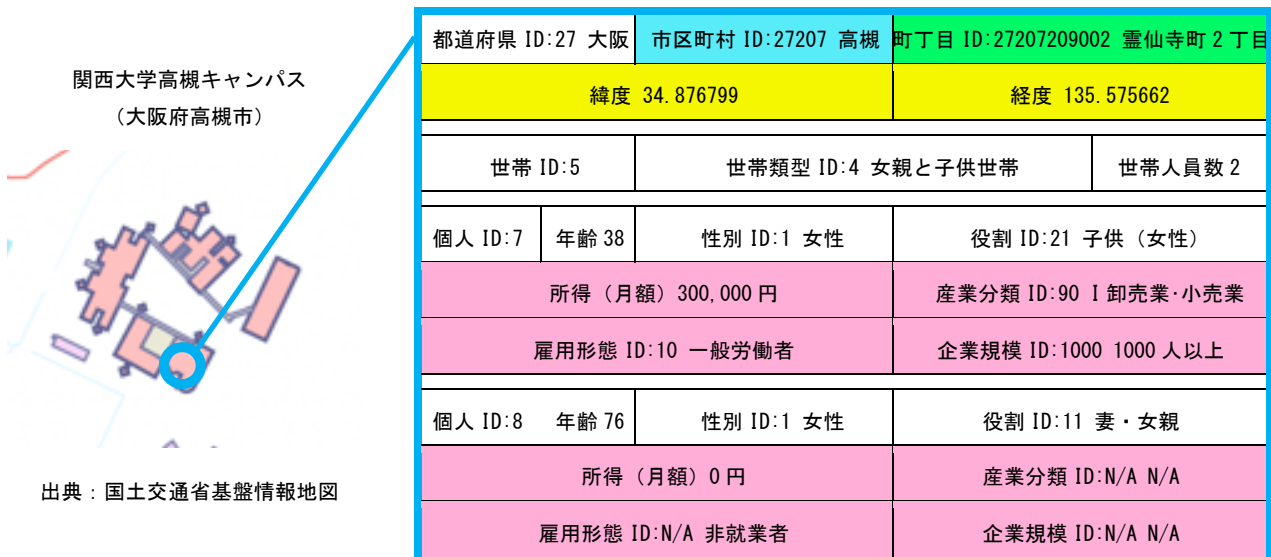 関西大学高槻キャンパス
（大阪府高槻市）
出典：国土交通省基盤情報地図
都道府県 ID:27 大阪 市区町村 ID:27207 高槻 町丁目 ID:27207209002 霊仙寺町 2 丁目
緯度 34.876799 経度 135.575662
世帯 ID:5 世帯類型 ID:4 女親と子供世帯 世帯人員数 2
個人 ID:7 年齢 38 性別 ID:1 女性 役割 ID:21 子供（女性）
所得（月額）300,000 円 産業分類 ID:90 I 卸売業･小売業
雇用形態 ID:10 一般労働者 企業規模 ID:1000 1000 人以上
個人 ID:8 年齢 76 性別 ID:1 女性 役割 ID:11 妻・女親
所得（月額）0 円 産業分類 ID:N/A N/A
雇用形態 ID:N/A 非就業者 企業規模 ID:N/A N/A